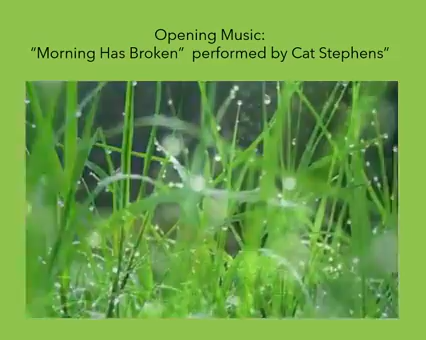 Opening Music:
“Morning Has Broken”  performed by Cat Stephens”